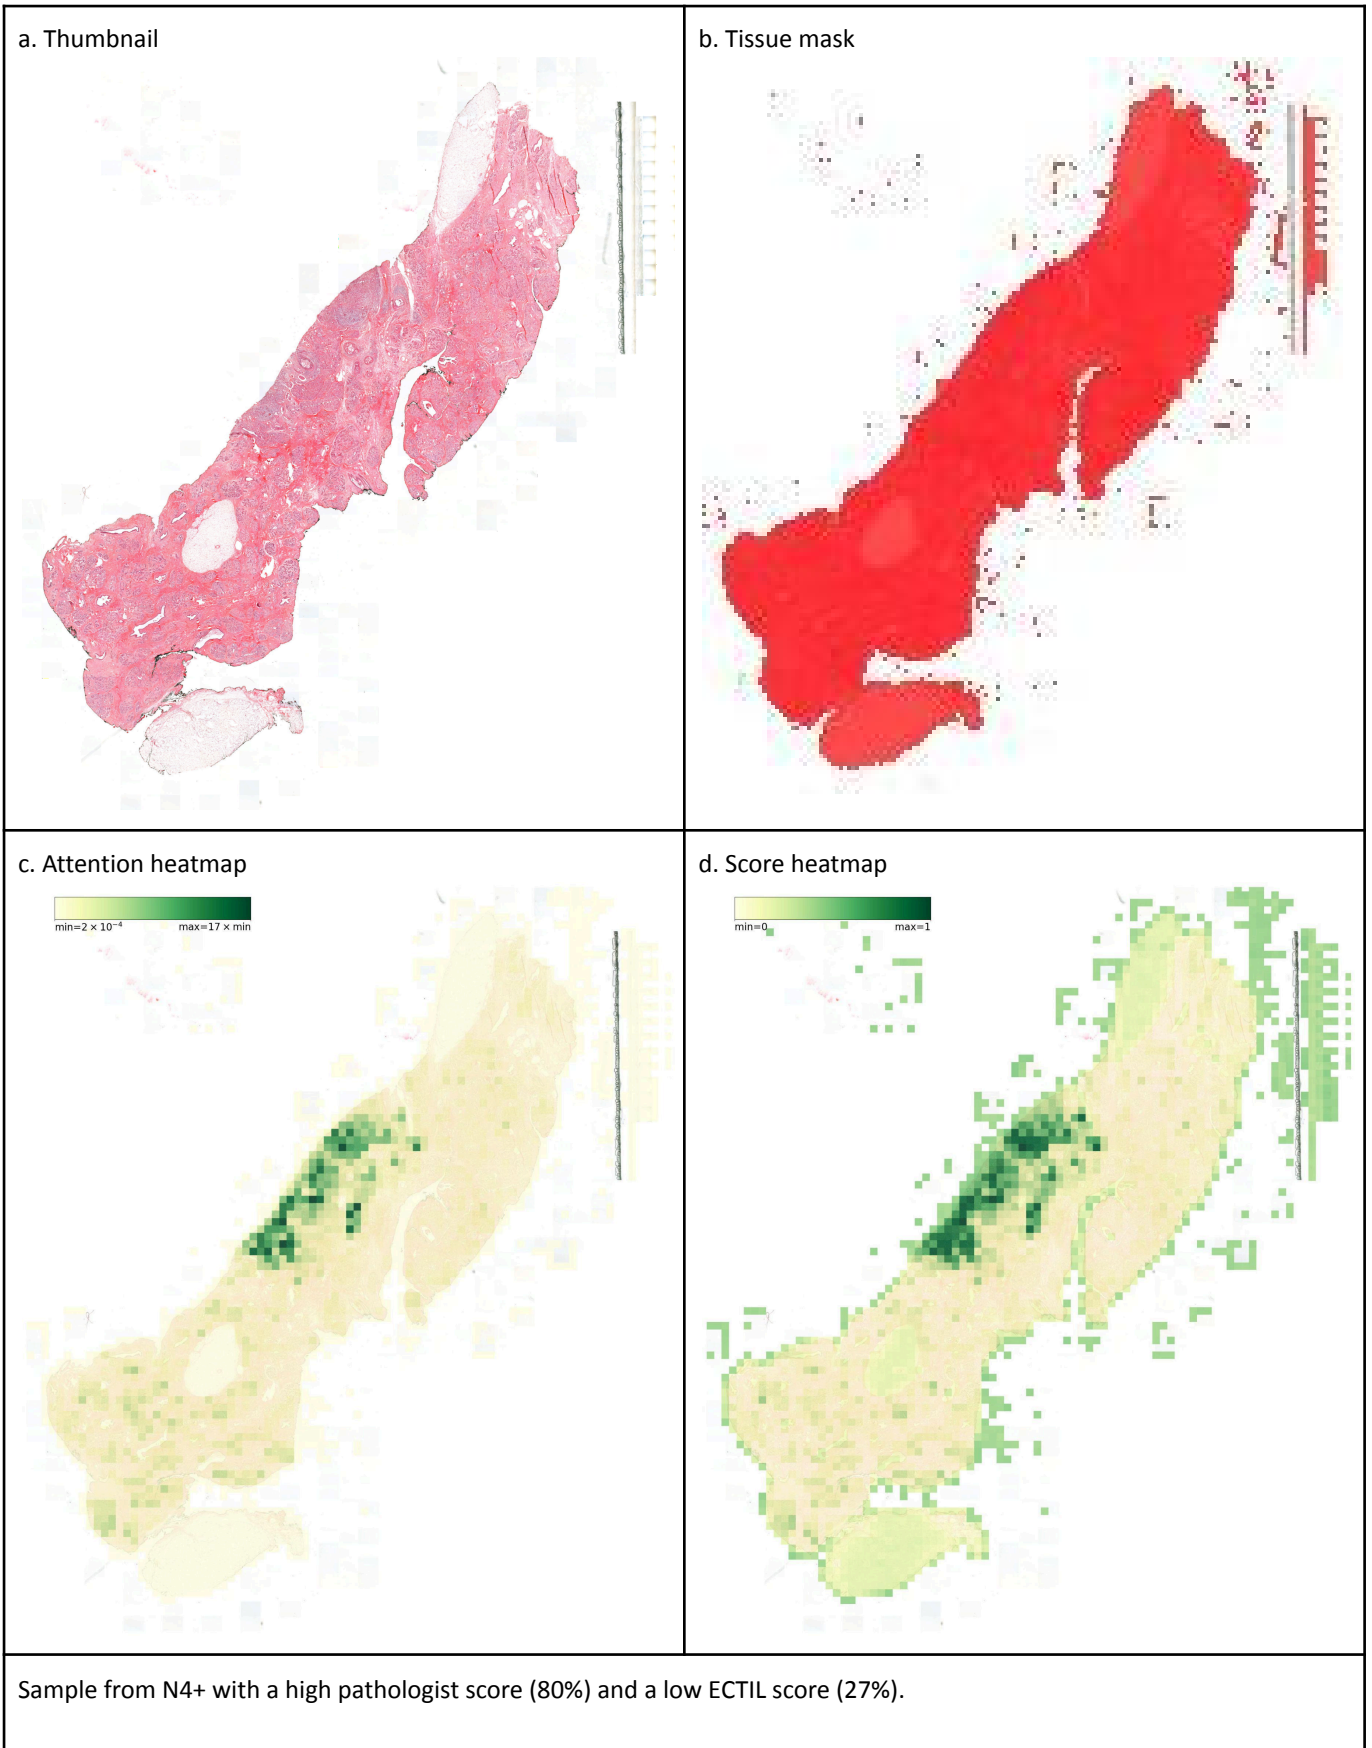 a. Thumbnail
b. Tissue mask
c. Attention heatmap
min=2 × 10⁻⁴ max=17 × min
d. Score heatmap
min=0 max=1
Sample from N4+ with a high pathologist score (80%) and a low ECTIL score (27%).